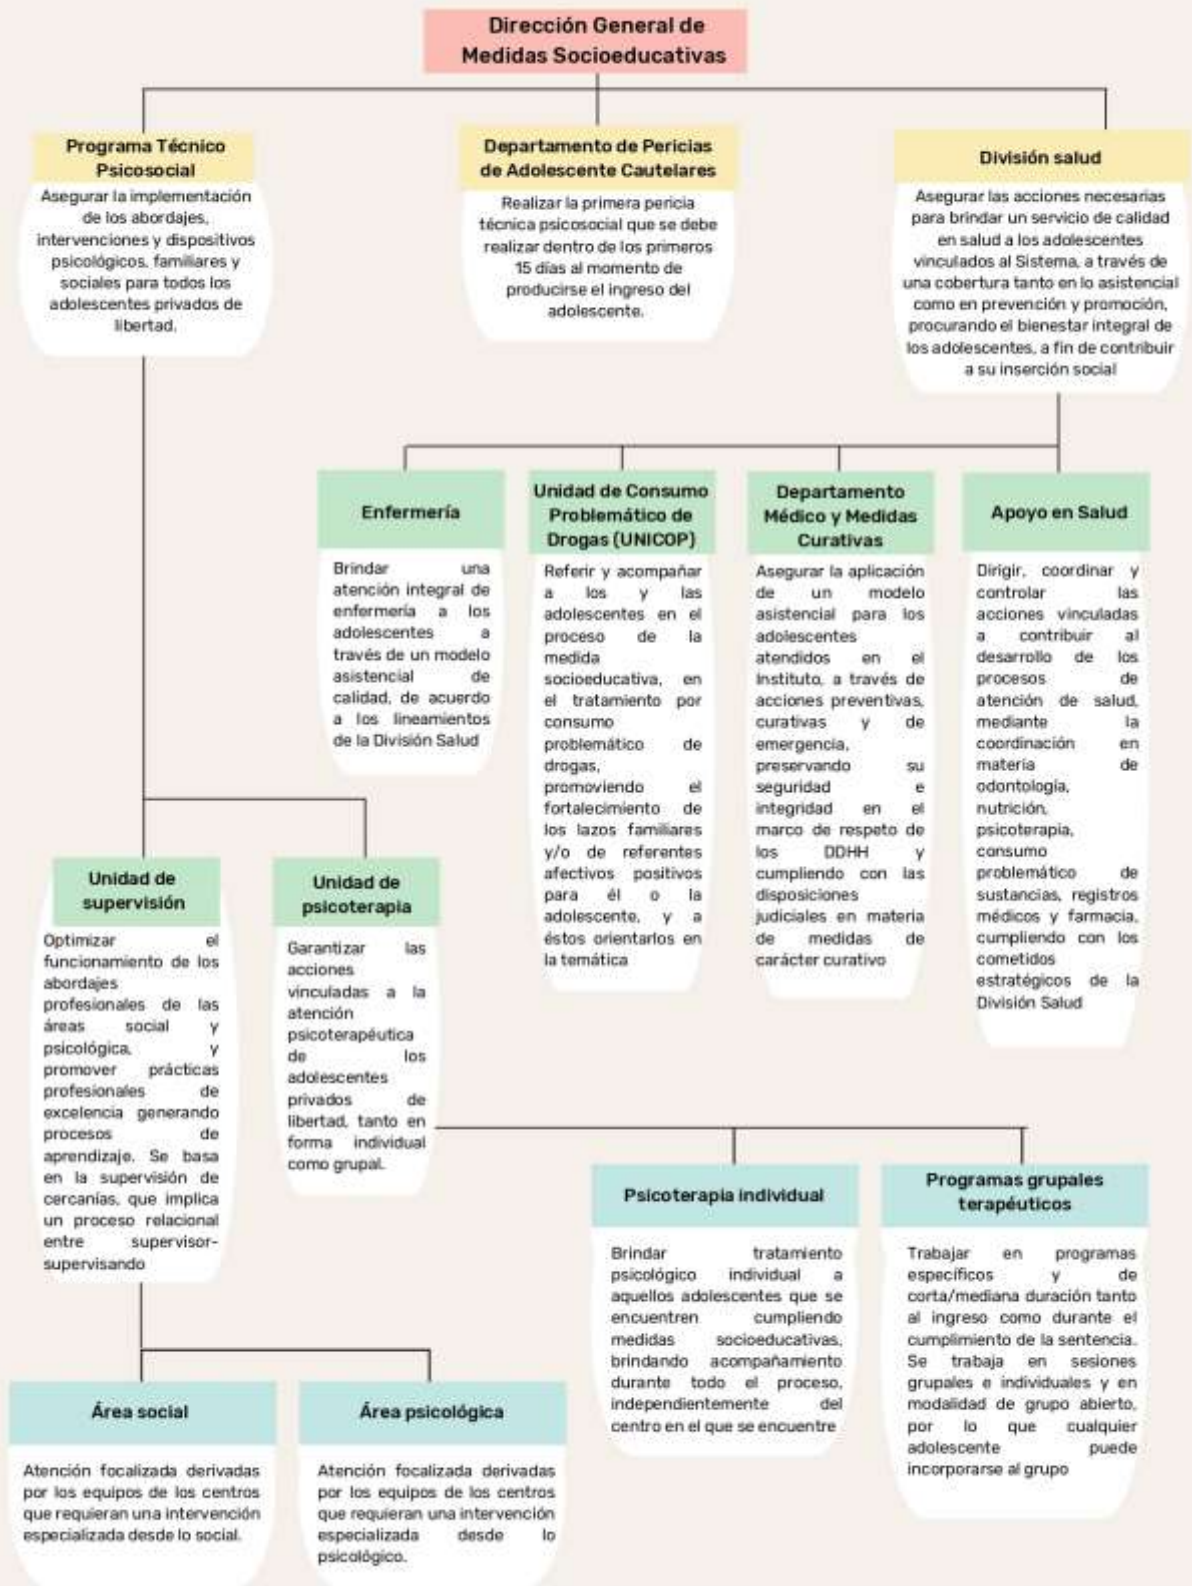 Dirección General de
Medidas Socioeducativas
Programa Técnico
Psicosocial
Asegurar la implementación
de los abordajes,
intervenciones y dispositivos
psicológicos, familiares y
sociales para todos los
adolescentes privados de
libertad.
Departamento de Pericias
de Adolescente Cautelares
Realizar la primera pericia
técnica psicosocial que se debe
realizar dentro de los primeros
15 días al momento de
producirse el ingreso del
adolescente.
División salud
Asegurar las acciones necesarias
para brindar un servicio de calidad
en salud a los adolescentes
vinculados al Sistema, a través de
una cobertura tanto en lo asistencial
como en prevención y promoción,
procurando el bienestar integral de
los adolescentes, a fin de contribuir
a su inserción social
Enfermería
Brindar una
atención integral de
enfermería a los
adolescentes a
través de un modelo
asistencial de
calidad, de acuerdo
a los lineamientos
de la División Salud
Unidad de Consumo
Problemático de
Drogas (UNICOP)
Referir y acompañar
a los y las
adolescentes en el
proceso de la
medida
socioeducativa, en
el tratamiento por
consumo
problemático de
drogas,
promoviendo el
fortalecimiento de
los lazos familiares
y/o de referentes
afectivos positivos
para él o la
adolescente, y a
éstos orientarlos en
la temática
Departamento
Médico y Medidas
Curativas
Asegurar la aplicación
de un modelo
asistencial para los
adolescentes
atendidos en el
Instituto, a través de
acciones preventivas,
curativas y de
emergencia,
preservando su
seguridad e
integridad en el
marco de respeto de
los DDHH y
cumpliendo con las
disposiciones
judiciales en materia
de medidas de
carácter curativo
Apoyo en Salud
Dirigir, coordinar y
controlar las
acciones vinculadas
a contribuir al
desarrollo de los
procesos de
atención de salud,
mediante la
coordinación en
materia de
odontología,
nutrición,
psicoterapia,
consumo
problemático de
sustancias, registros
médicos y farmacia,
cumpliendo con los
cometidos
estratégicos de la
División Salud
Unidad de
supervisión
Optimizar el
funcionamiento de los
abordajes
profesionales de las
áreas social y
psicológica, y
promover prácticas
profesionales de
excelencia generando
procesos de
aprendizaje. Se basa
en la supervisión de
cercanías, que implica
un proceso relacional
entre supervisor-
supervisando
Unidad de
psicoterapia
Garantizar las
acciones
vinculadas a la
atención
psicoterapéutica
de los
adolescentes
privados de
libertad, tanto en
forma individual
como grupal.
Psicoterapia individual
Brindar tratamiento
psicológico individual a
aquellos adolescentes que se
encuentren cumpliendo
medidas socioeducativas,
brindando acompañamiento
durante todo el proceso,
independientemente del
centro en el que se encuentre
Programas grupales
terapéuticos
Trabajar en programas
específicos y de
corta/mediana duración tanto
al ingreso como durante el
cumplimiento de la sentencia.
Se trabaja en sesiones
grupales e individuales y en
modalidad de grupo abierto,
por lo que cualquier
adolescente puede
incorporarse al grupo
Área social
Atención focalizada derivadas
por los equipos de los centros
que requieran una intervención
especializada desde lo social.
Área psicológica
Atención focalizada derivadas
por los equipos de los centros
que requieran una intervención
especializada desde lo
psicológico.